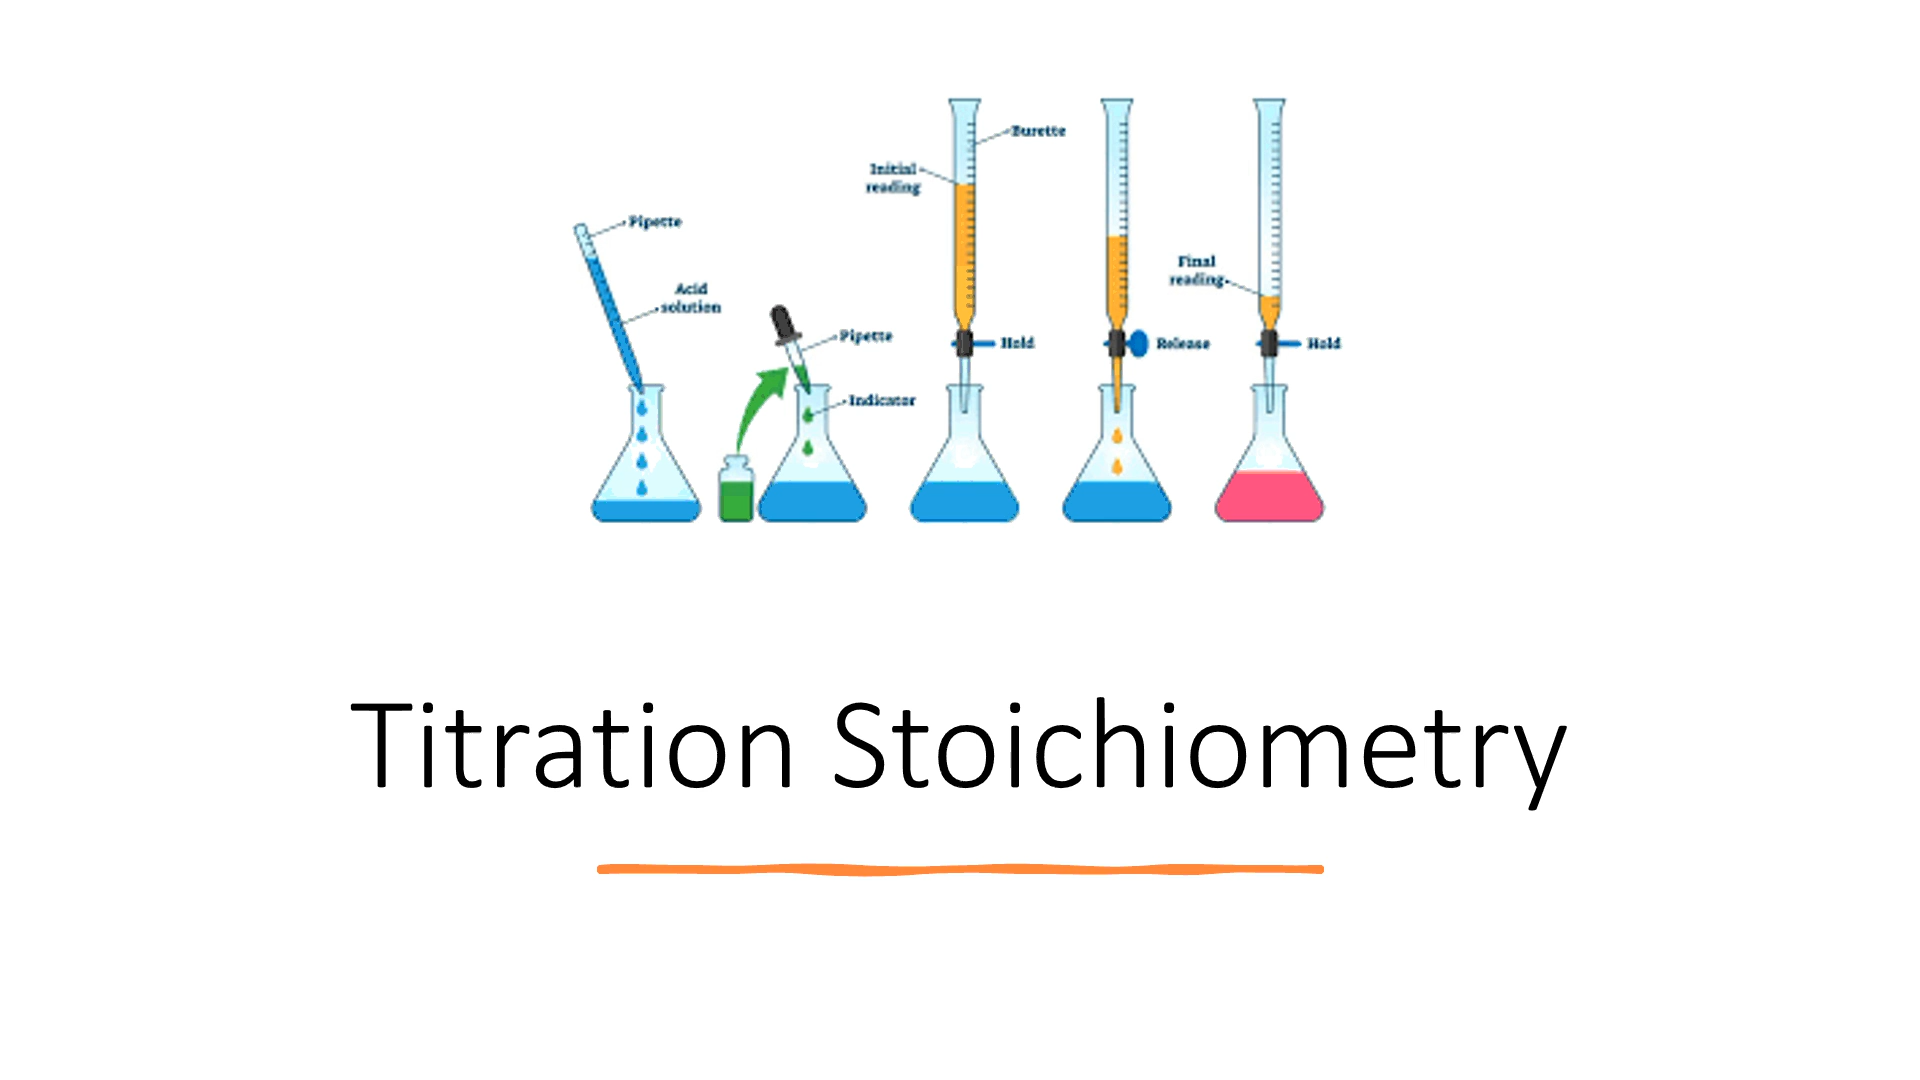 Burette
Initial
reading
Pipette
Final
reading
Acid
solution
Pipette
Hold
Release
Hold
Indicator
Titration Stoichiometry